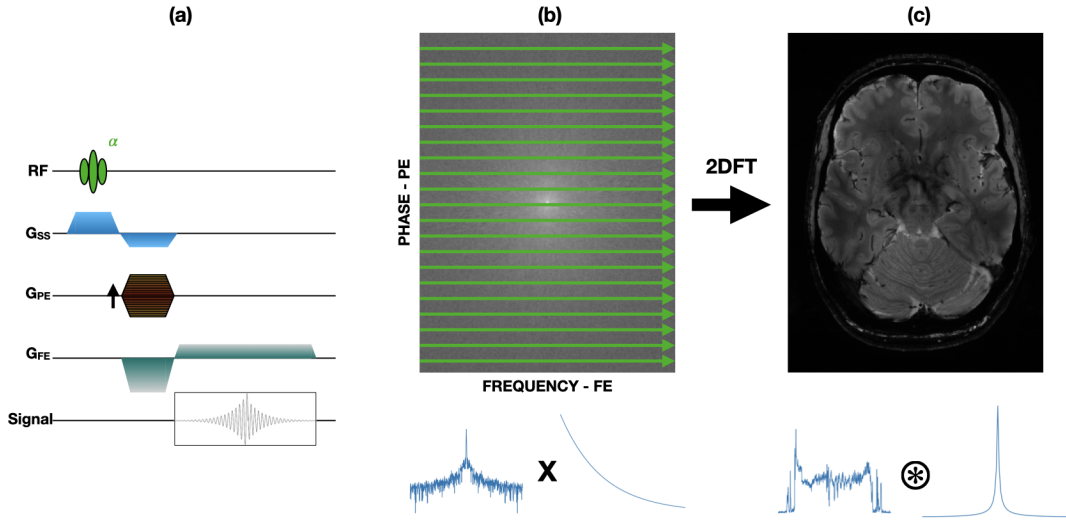 (a)
(b)
(c)
α
RF
GSS
GPE
GFE
Signal
PHASE - PE
FREQUENCY - FE
2DFT
X